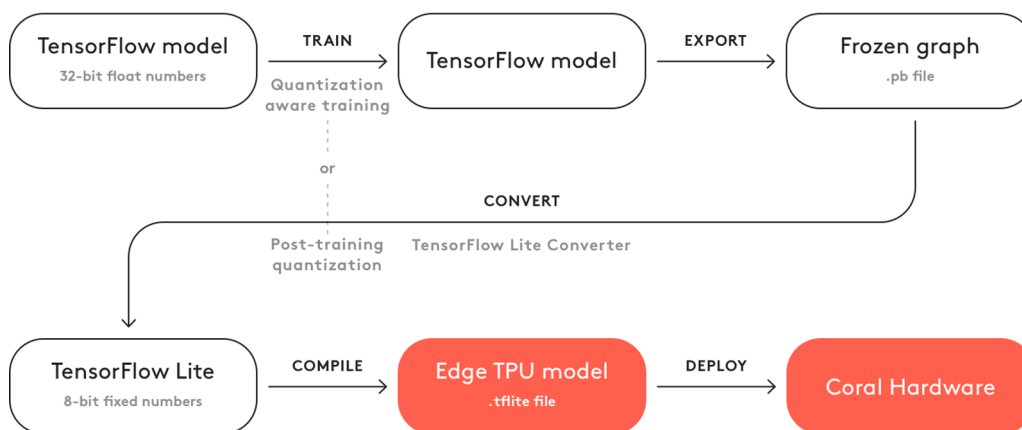 TensorFlow model
32-bit float numbers
TRAIN
Quantization
aware training
TensorFlow model
EXPORT
Frozen graph
.pb file
or
CONVERT
Post-training
quantization
TensorFlow Lite Converter
TensorFlow Lite
8-bit fixed numbers
COMPILE
Edge TPU model
.tflite file
DEPLOY
Coral Hardware